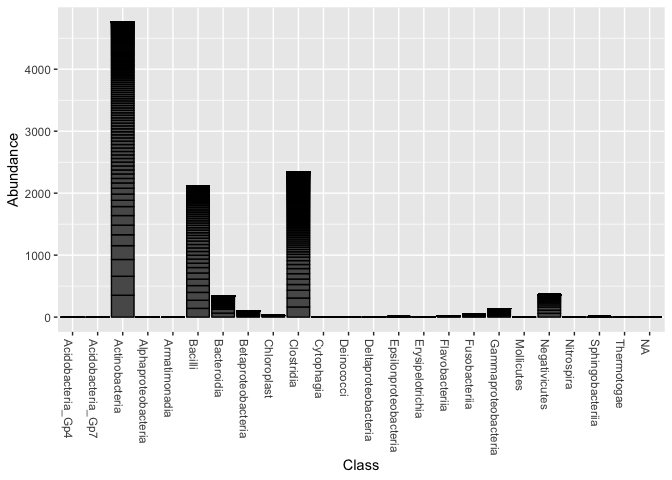 Abundance
4000
3000
2000
1000
0
Acidobacteria_Gp4
Acidobacteria_Gp7
Actinobacteria
Alphaproteobacteria
Armatimonadia
Bacilli
Bacteroidia
Betaproteobacteria
Chloroplast
Clostridia
Cytophagia
Deinococci
Deltaproteobacteria
Epsilonproteobacteria
Erysipelotrichia
Flavobacteriia
Fusobacteriia
Gammaproteobacteria
Mollicutes
Negativicutes
Nitrospira
Sphingobacteriia
Thermotogae
NA
Class